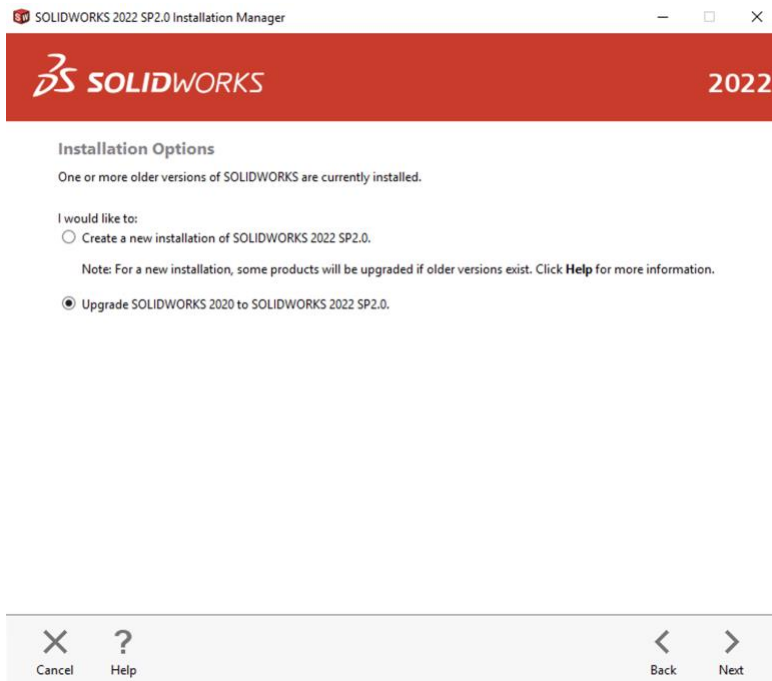 SOLIDWORKS 2022 SP2.0 Installation Manager
SOLIDWORKS 2022
Installation Options
One or more older versions of SOLIDWORKS are currently installed.
I would like to:
Create a new installation of SOLIDWORKS 2022 SP2.0.
Note: For a new installation, some products will be upgraded if older versions exist. Click Help for more information.
Upgrade SOLIDWORKS 2020 to SOLIDWORKS 2022 SP2.0.
Cancel Help Back Next